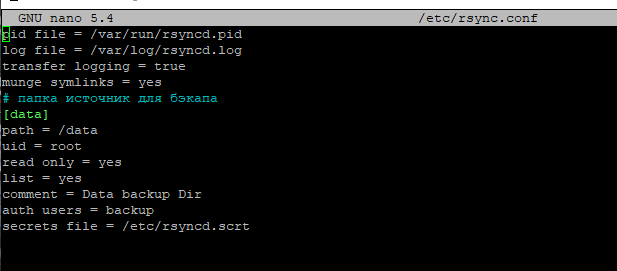 GNU nano 5.4 /etc/rsync.conf
pid file = /var/run/rsyncd.pid
log file = /var/log/rsyncd.log
transfer logging = true
munge symlinks = yes
# папка источник для бэкапа
[data]
path = /data
uid = root
read only = yes
list = yes
comment = Data backup Dir
auth users = backup
secrets file = /etc/rsyncd.scrt